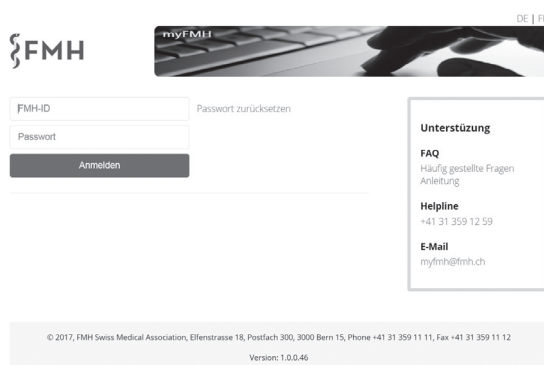 DE | F
FMH
myFMH
FMH-ID
Passwort zurücksetzen
Passwort
Anmelden
Unterstüzung
FAQ
Häufig gestellte Fragen
Anleitung
Helpline
+41 31 359 12 59
E-Mail
myfmh@fmh.ch
© 2017, FMH Swiss Medical Association, Elfenstrasse 18, Postfach 300, 3000 Bern 15, Phone +41 31 359 11 11, Fax +41 31 359 11 12
Version: 1.0.0.46